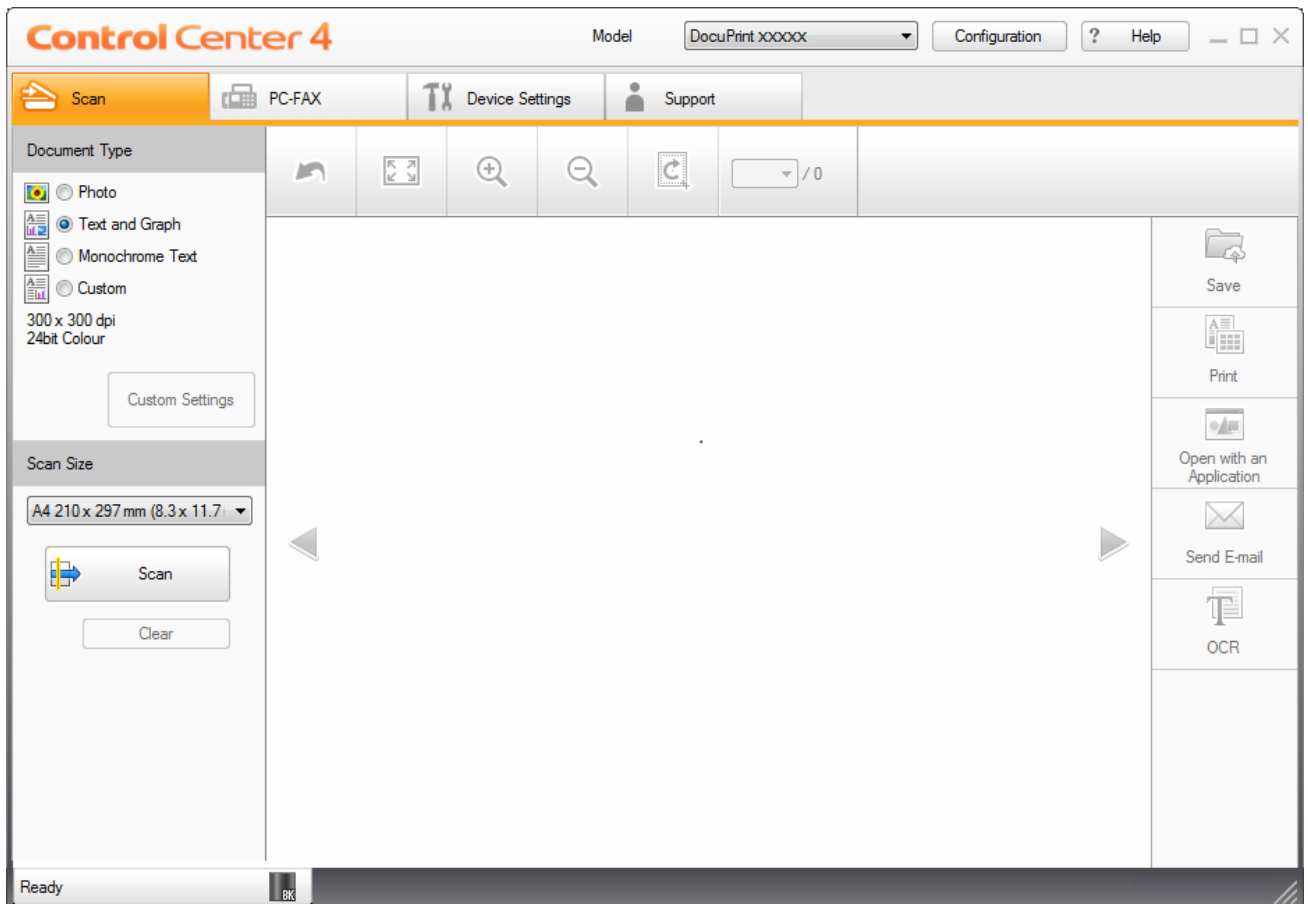 Control Center 4
Model
DocuPrint XXXXX
Configuration
? Help
Scan
PC-FAX
Device Settings
Support
Document Type
/ 0
Photo
Text and Graph
Monochrome Text
Custom
300 x 300 dpi
24bit Colour
Custom Settings
Scan Size
A4 210 x 297 mm (8.3 x 11.7
Scan
Clear
Save
Print
Open with an
Application
Send E-mail
OCR
Ready
BK